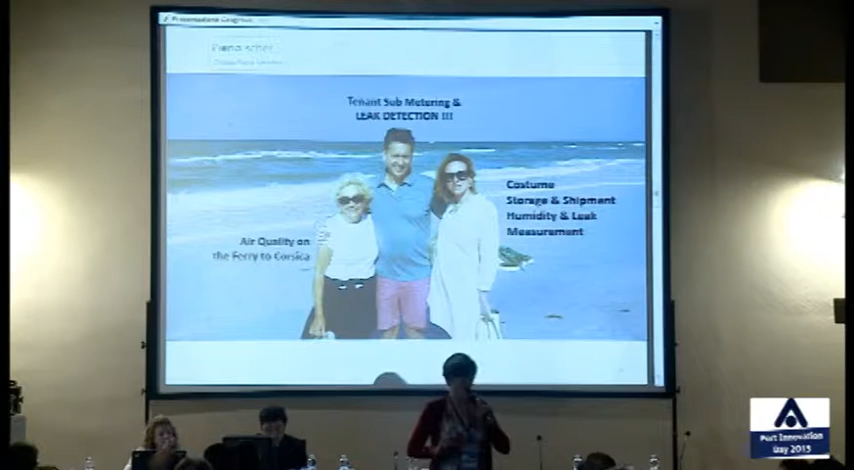 Tenant Sub Metering &
LEAK DETECTION !!!
Costume
Storage & Shipment
Humidity & Leak
Measurement
Air Quality on
the Ferry to Corsica
Port Innovation
Day 2015